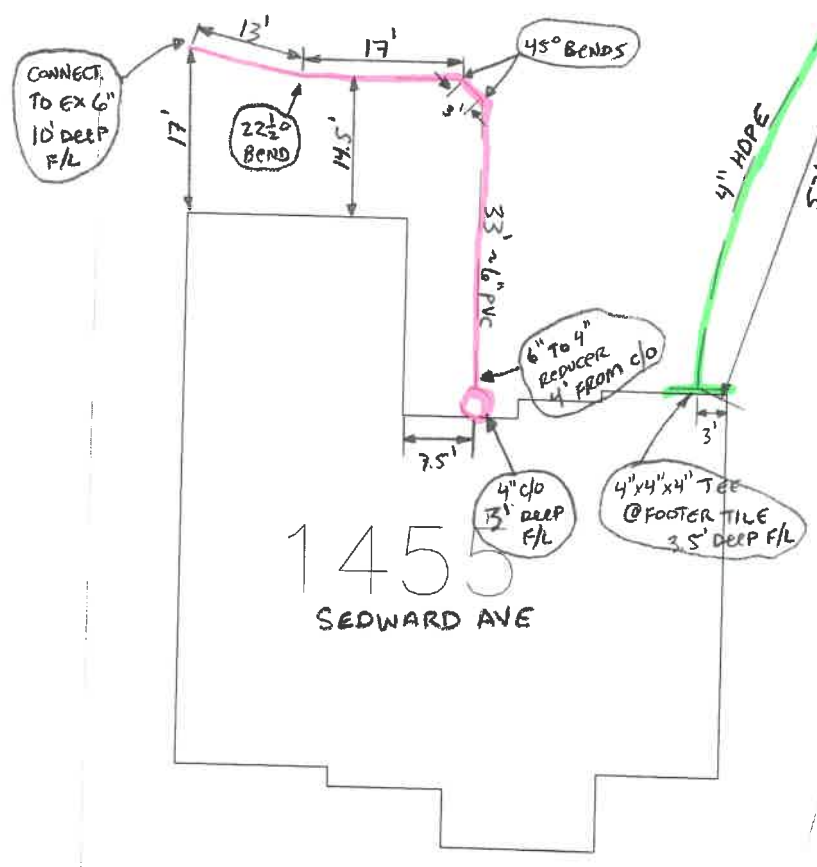 13'
17'
45° BENDS
CONNECT
TO EX 6"
10' DEEP
F/L
17'
22½°
BEND
14.5'
4" HDPE
33' ~ 6" PVC
6" TO 4"
REDUCER
4' FROM C/O
7.5'
3'
4" C/O
DEEP
F/L
4"x4"x4" TEE
@ FOOTER TILE
3.5' DEEP F/L
1455
SEDWARD AVE